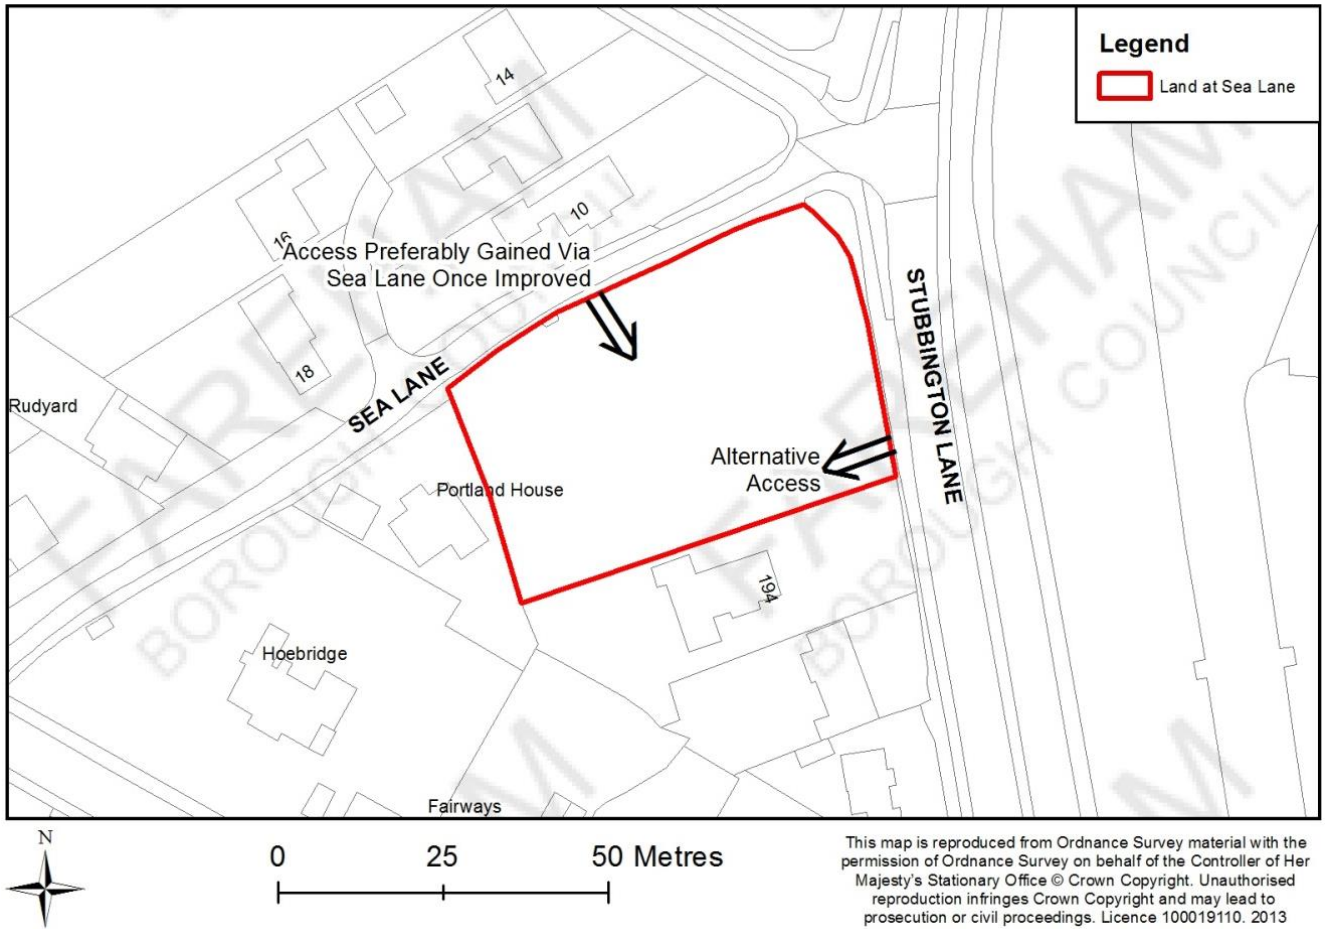 Legend
Land at Sea Lane
14
10
16
Access Preferably Gained Via
Sea Lane Once Improved
18
SEA LANE
Rudyard
STUBBINGTON LANE
Alternative
Access
Portland House
194
Hoebridge
Fairways
FAREHAM
BOROUGH COUNCIL
FAREHAM
BOROUGH COUNCIL
N
0 25 50 Metres
This map is reproduced from Ordnance Survey material with the
permission of Ordnance Survey on behalf of the Controller of Her
Majesty's Stationary Office © Crown Copyright. Unauthorised
reproduction infringes Crown Copyright and may lead to
prosecution or civil proceedings. Licence 100019110. 2013